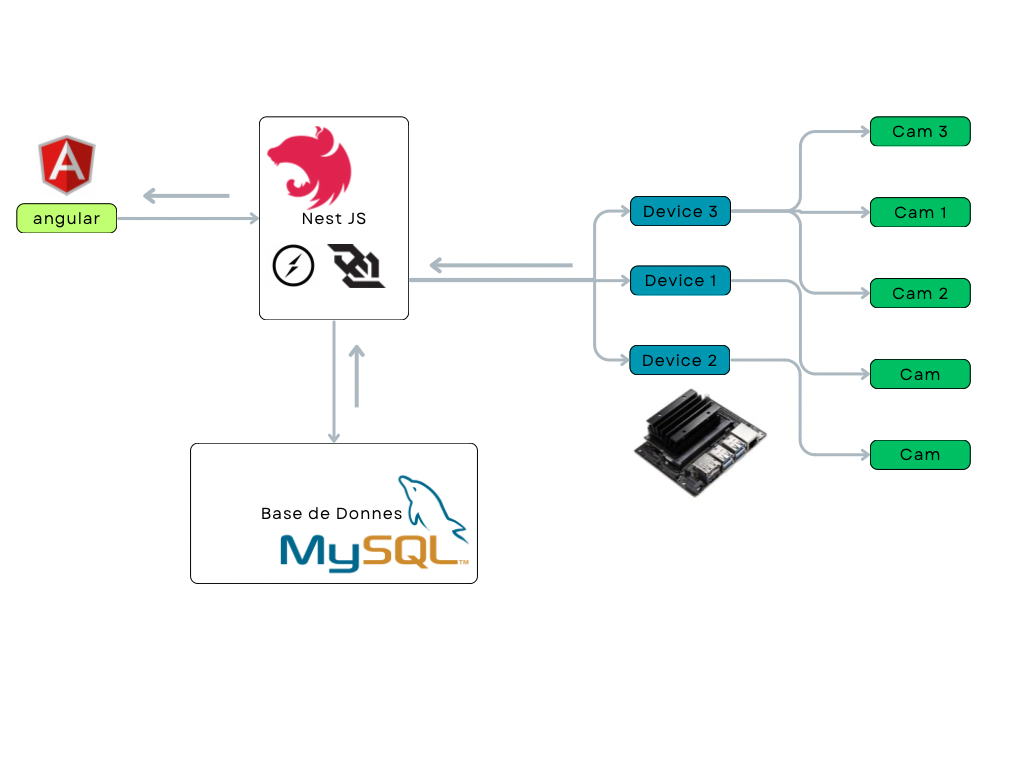 angular
Nest JS
Device 3
Device 1
Device 2
Cam 3
Cam 1
Cam 2
Cam
Cam
Base de Donnes
MySQL™